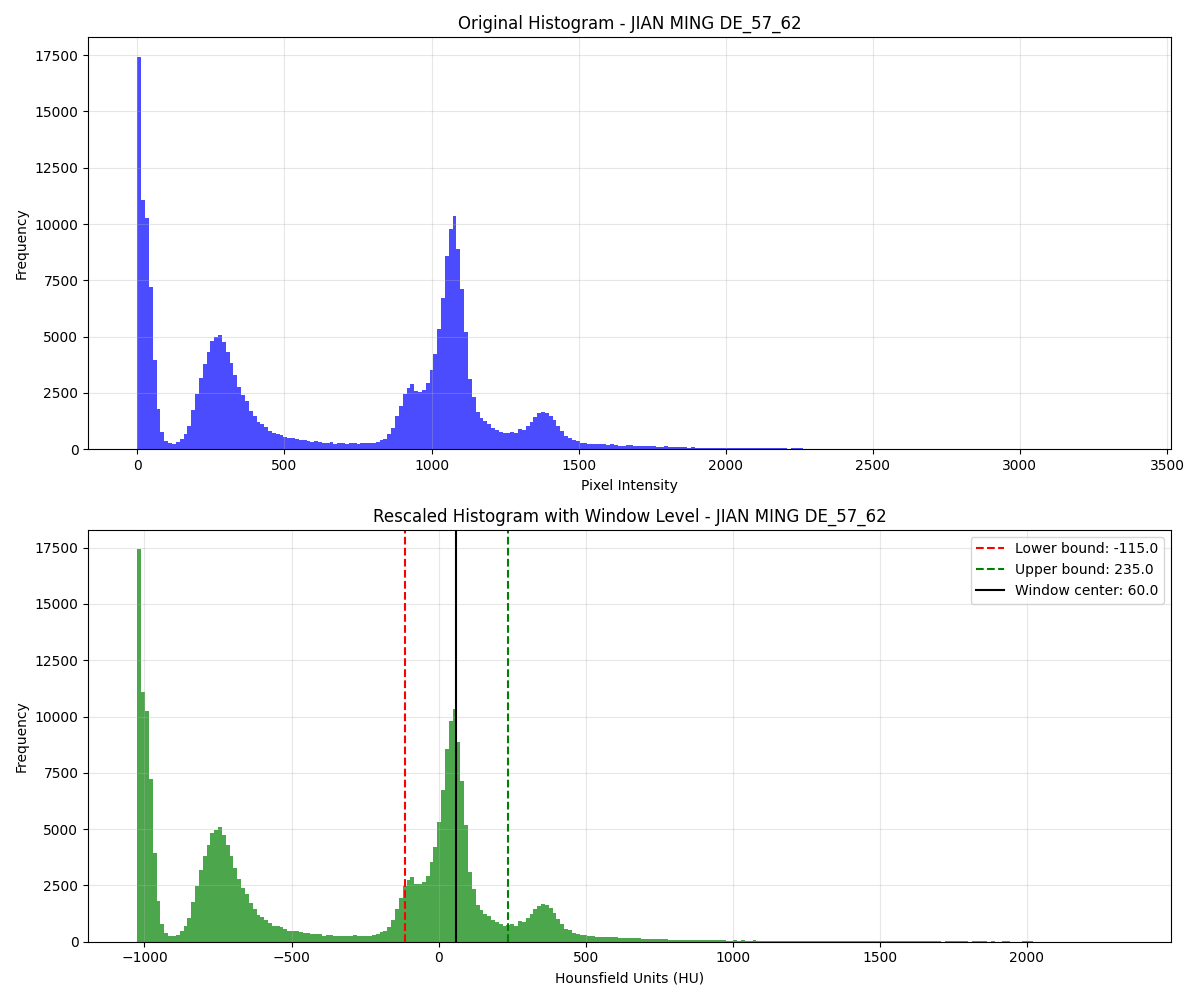 Original Histogram - JIAN MING DE_57_62
17500
15000
12500
10000
7500
5000
2500
0
Frequency
0 500 1000 1500 2000 2500 3000 3500
Pixel Intensity
Rescaled Histogram with Window Level - JIAN MING DE_57_62
Lower bound: -115.0
Upper bound: 235.0
Window center: 60.0
17500
15000
12500
10000
7500
5000
2500
0
Frequency
−1000 −500 0 500 1000 1500 2000
Hounsfield Units (HU)